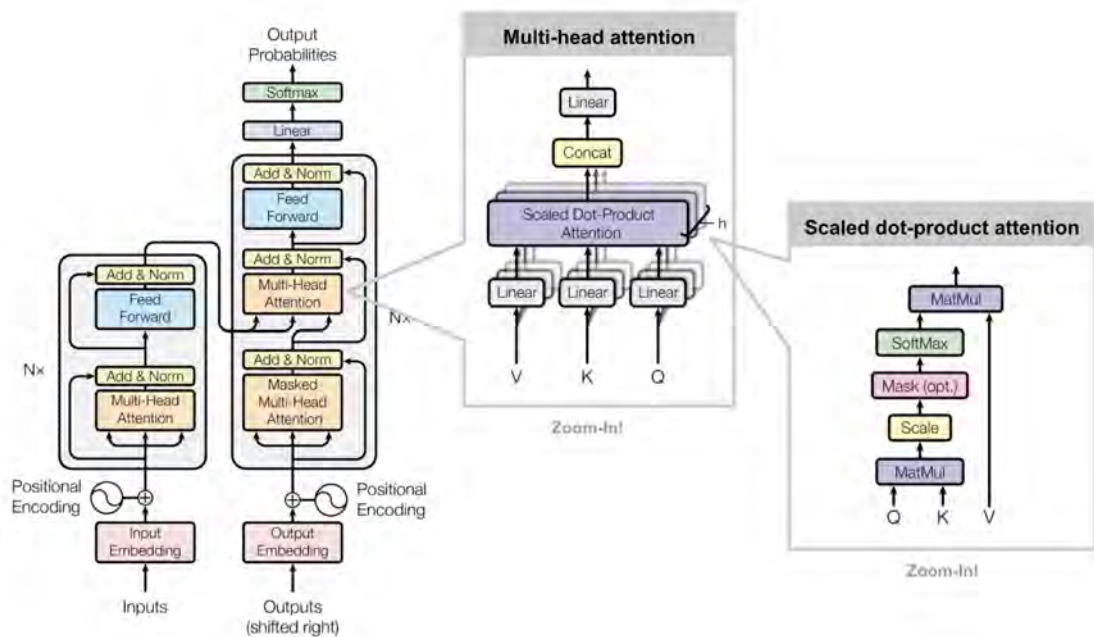 Output
Probabilities
Softmax
Linear
Add & Norm
Feed
Forward
Add & Norm
Multi-Head
Attention
Nx
Add & Norm
Masked
Multi-Head
Attention
Positional
Encoding
Output
Embedding
Outputs
(shifted right)
Add & Norm
Feed
Forward
Nx
Add & Norm
Multi-Head
Attention
Positional
Encoding
Input
Embedding
Inputs
Multi-head attention
Linear
Concat
Scaled Dot-Product
Attention
h
Linear Linear Linear
V K Q
Zoom-In!
Scaled dot-product attention
MatMul
SoftMax
Mask (opt.)
Scale
MatMul
Q K V
Zoom-In!